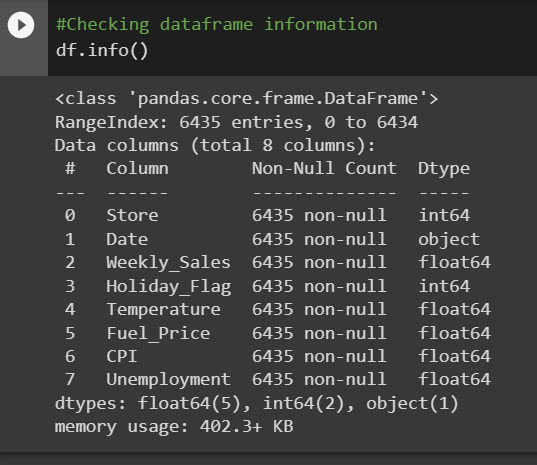 #Checking dataframe information
df.info()
<class 'pandas.core.frame.DataFrame'>
RangeIndex: 6435 entries, 0 to 6434
Data columns (total 8 columns):
 #   Column        Non-Null Count  Dtype
---  ------        --------------  -----
 0   Store         6435 non-null   int64
 1   Date          6435 non-null   object
 2   Weekly_Sales  6435 non-null   float64
 3   Holiday_Flag  6435 non-null   int64
 4   Temperature   6435 non-null   float64
 5   Fuel_Price    6435 non-null   float64
 6   CPI           6435 non-null   float64
 7   Unemployment  6435 non-null   float64
dtypes: float64(5), int64(2), object(1)
memory usage: 402.3+ KB